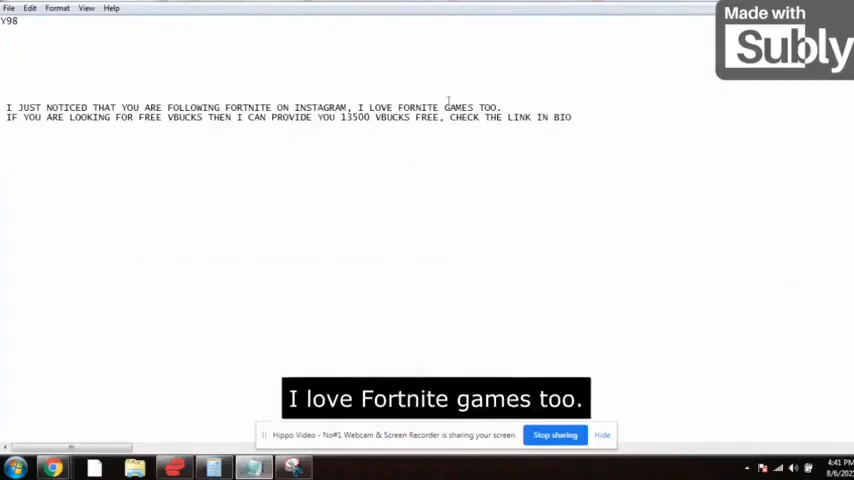 Made with
Subly
File Edit Format View Help
Y98
I JUST NOTICED THAT YOU ARE FOLLOWING FORTNITE ON INSTAGRAM, I LOVE FORNITE GAMES TOO.
IF YOU ARE LOOKING FOR FREE VBUCKS THEN I CAN PROVIDE YOU 13500 VBUCKS FREE, CHECK THE LINK IN BIO
I love Fortnite games too.
Hippo Video - No#1 Webcam & Screen Recorder is sharing your screen. Stop sharing Hide
4:41 PM